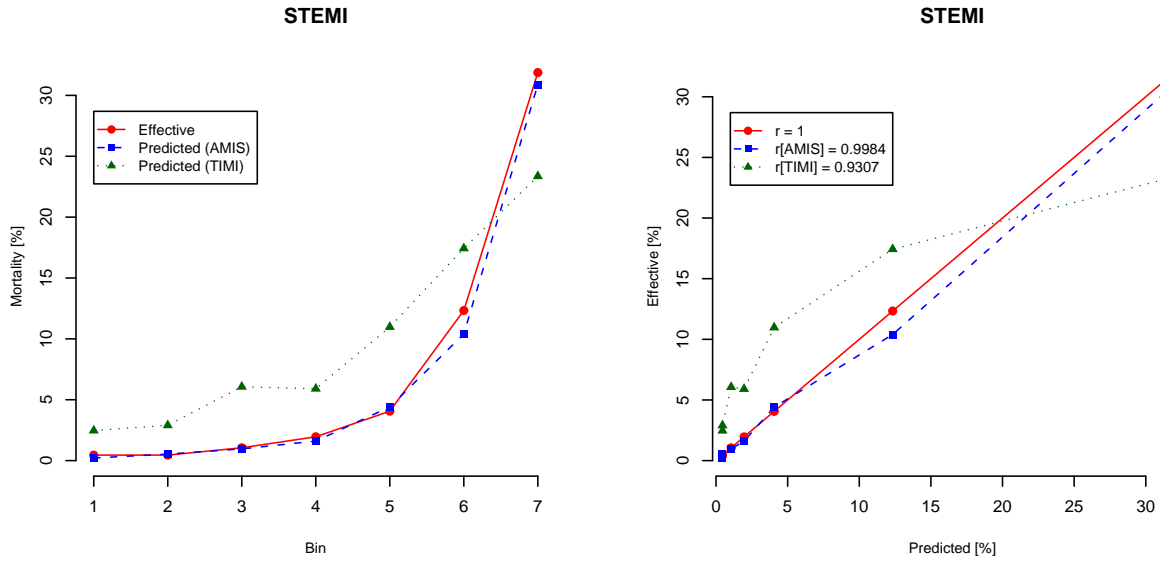 STEMI
Mortality [%]
0
5
10
15
20
25
30
Effective
Predicted (AMIS)
Predicted (TIMI)
1 2 3 4 5 6 7
Bin
STEMI
Effective [%]
0
5
10
15
20
25
30
r = 1
r[AMIS] = 0.9984
r[TIMI] = 0.9307
0 5 10 15 20 25 30
Predicted [%]